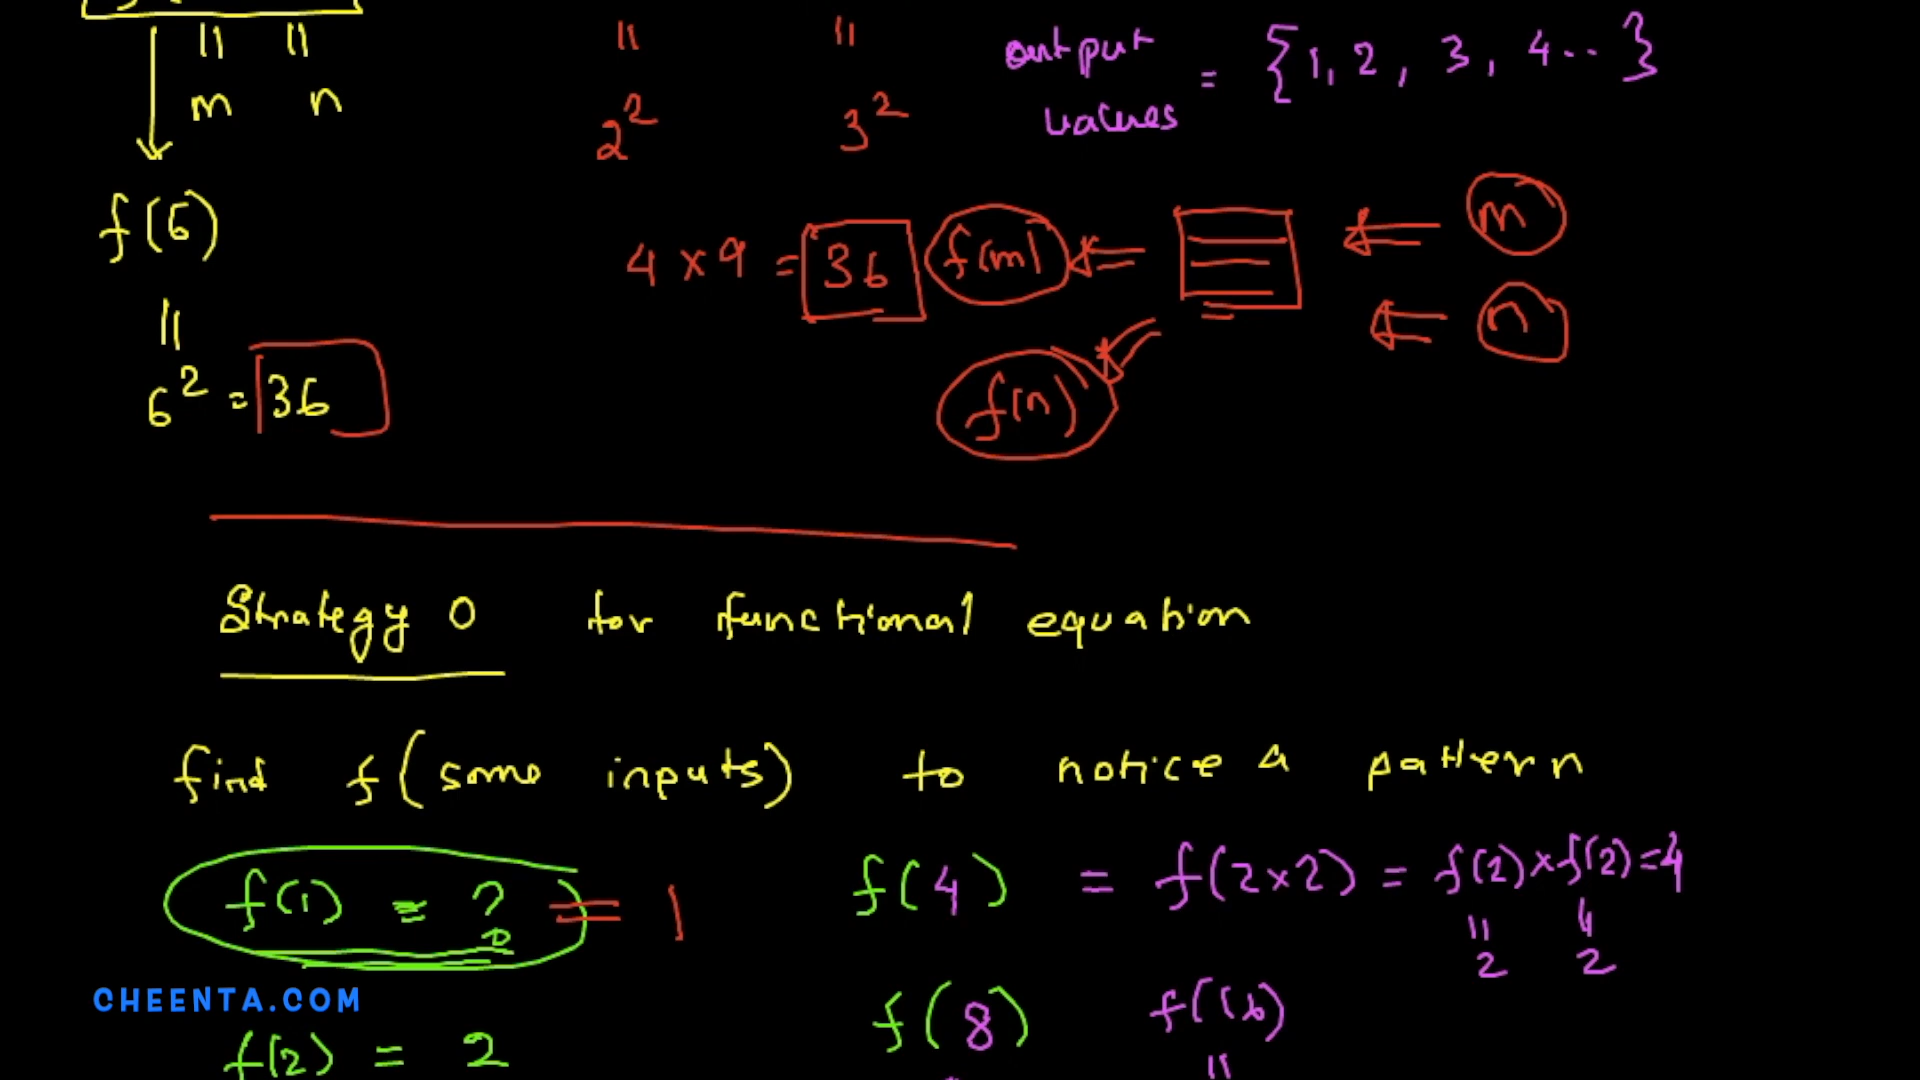 m n
f(6)
||
6² = 36
|| ||
2² 3²
4 × 9 = 36
output values = {1, 2, 3, 4.. }
f(m) m
f(n) n
Strategy 0 for functional equation
find f(some inputs) to notice a pattern
f(1) = ? = 1
f(4) = f(2×2) = f(2)×f(2)=4
|| ||
2 2
CHEENTA.COM
f(2) = 2
f(8) f(16)
||